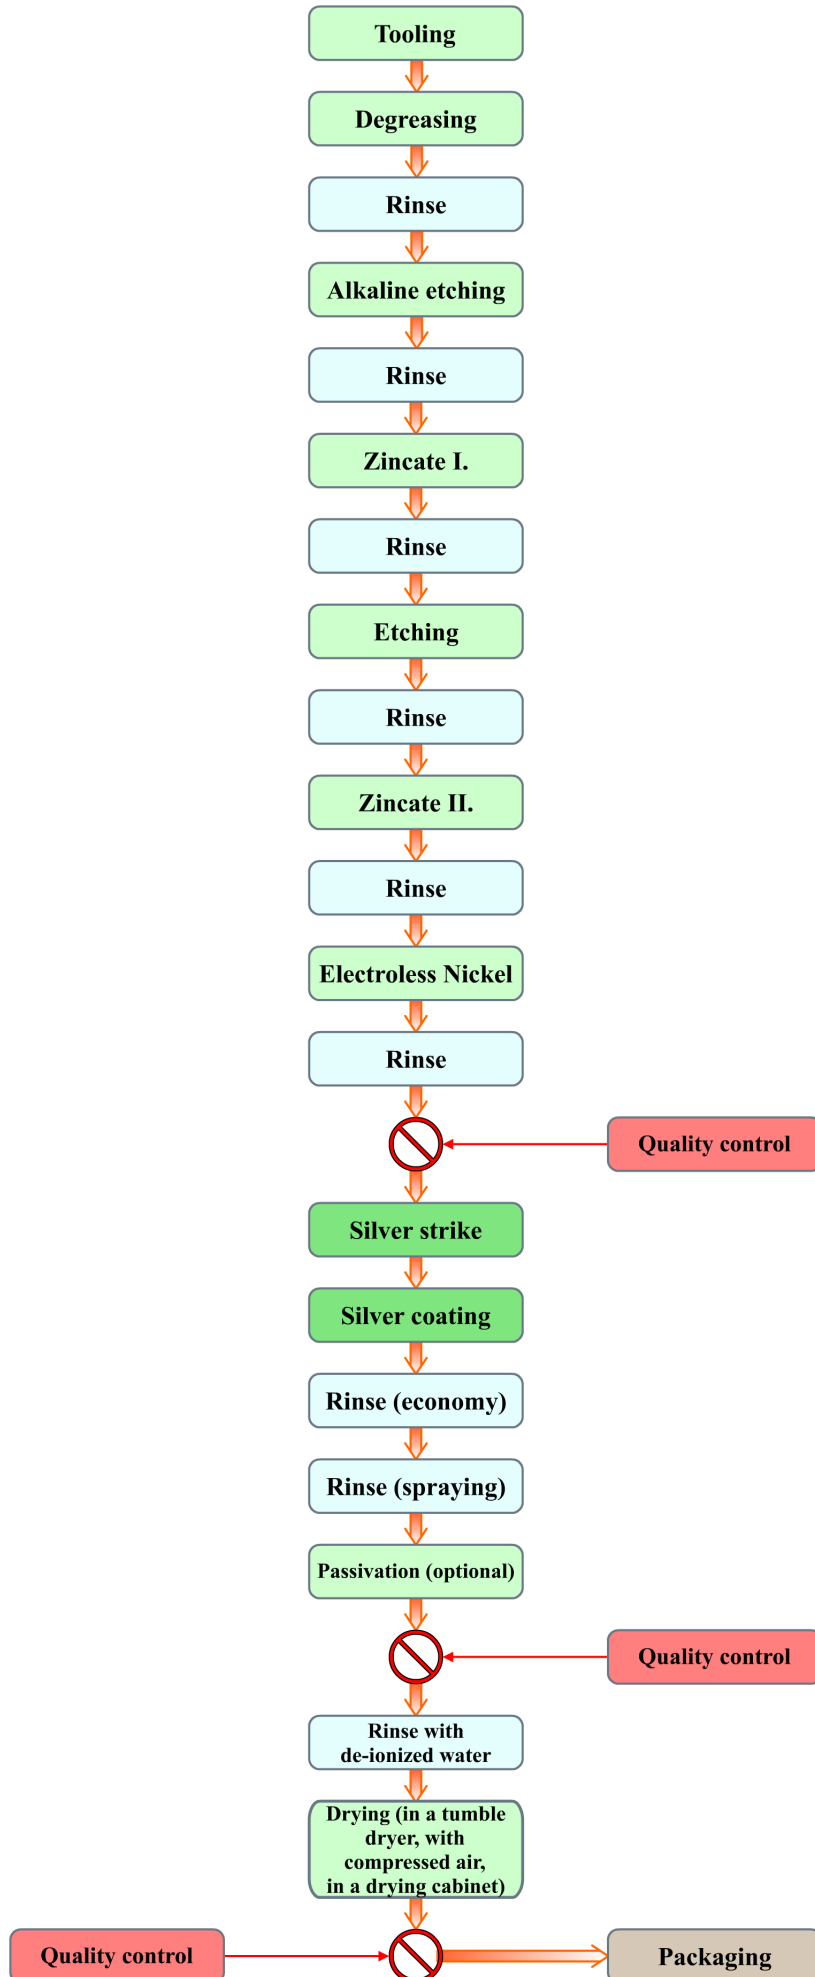 Tooling
Degreasing
Rinse
Alkaline etching
Rinse
Zincate I.
Rinse
Etching
Rinse
Zincate II.
Rinse
Electroless Nickel
Rinse
Quality control
Silver strike
Silver coating
Rinse (economy)
Rinse (spraying)
Passivation (optional)
Quality control
Rinse with
de-ionized water
Drying (in a tumble
dryer, with
compressed air,
in a drying cabinet)
Quality control
Packaging